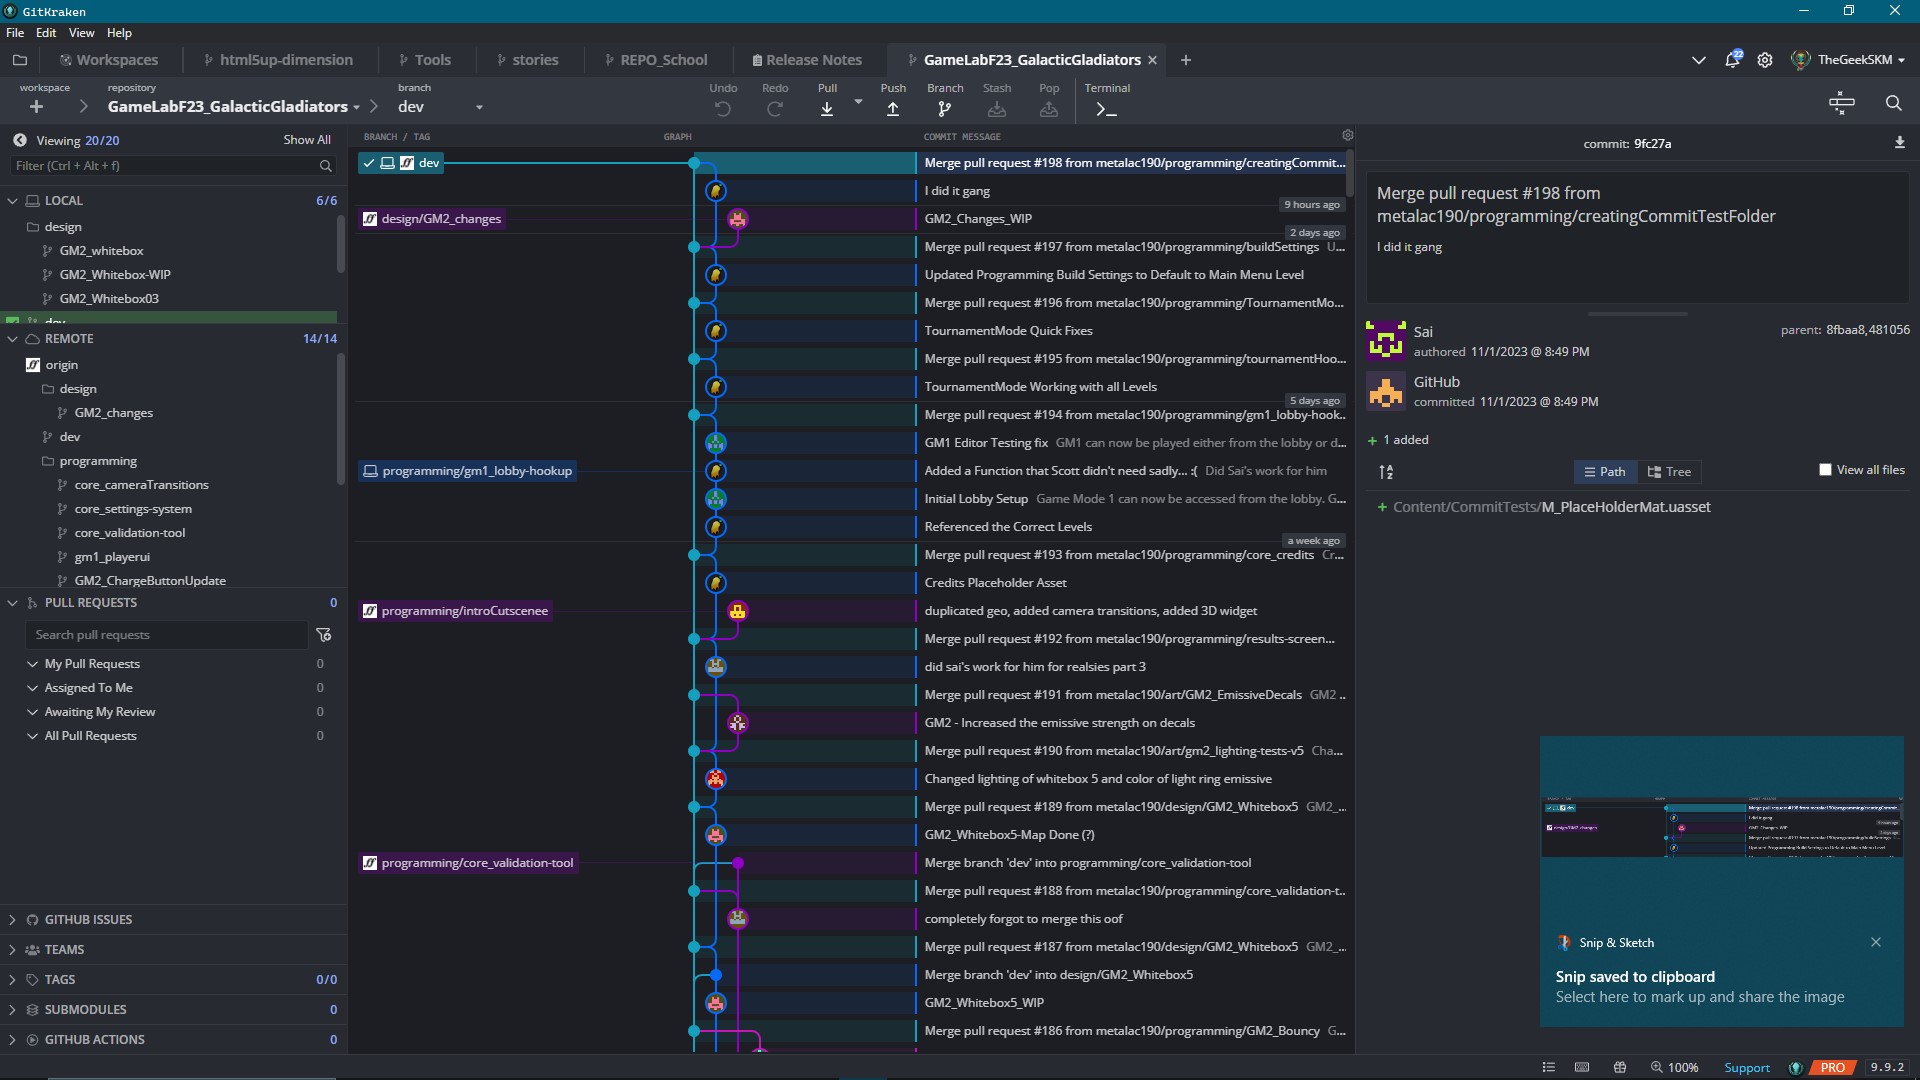 GitKraken
File Edit View Help
Workspaces html5up-dimension Tools stories REPO_School Release Notes GameLabF23_GalacticGladiators 22 TheGeekSKM
workspace repository branch
GameLabF23_GalacticGladiators dev
Undo Redo Pull Push Branch Stash Pop Terminal
Viewing 20/20 Show All
Filter (Ctrl + Alt + f)
LOCAL 6/6
design
GM2_whitebox
GM2_Whitebox-WIP
GM2_Whitebox03
dev
REMOTE 14/14
origin
design
GM2_changes
dev
programming
core_cameraTransitions
core_settings-system
core_validation-tool
gm1_playerui
GM2_ChargeButtonUpdate
PULL REQUESTS 0
Search pull requests
My Pull Requests 0
Assigned To Me 0
Awaiting My Review 0
All Pull Requests 0
GITHUB ISSUES
TEAMS
TAGS 0/0
SUBMODULES 0
GITHUB ACTIONS 0
BRANCH / TAG GRAPH COMMIT MESSAGE
dev Merge pull request #198 from metalac190/programming/creatingCommit...
I did it gang
9 hours ago
design/GM2_changes GM2_Changes_WIP
2 days ago
Merge pull request #197 from metalac190/programming/buildSettings U...
Updated Programming Build Settings to Default to Main Menu Level
Merge pull request #196 from metalac190/programming/TournamentMo...
TournamentMode Quick Fixes
Merge pull request #195 from metalac190/programming/tournamentHoo...
TournamentMode Working with all Levels
5 days ago
Merge pull request #194 from metalac190/programming/gm1_lobby-hook..
GM1 Editor Testing fix GM1 can now be played either from the lobby or d...
programming/gm1_lobby-hookup Added a Function that Scott didn't need sadly... :( Did Sai's work for him
Initial Lobby Setup Game Mode 1 can now be accessed from the lobby. G...
Referenced the Correct Levels
a week ago
Merge pull request #193 from metalac190/programming/core_credits Cr...
Credits Placeholder Asset
programming/introCutscenee duplicated geo, added camera transitions, added 3D widget
Merge pull request #192 from metalac190/programming/results-screen...
did sai's work for him for realsies part 3
Merge pull request #191 from metalac190/art/GM2_EmissiveDecals GM2 ..
GM2 - Increased the emissive strength on decals
Merge pull request #190 from metalac190/art/gm2_lighting-tests-v5 Cha...
Changed lighting of whitebox 5 and color of light ring emissive
Merge pull request #189 from metalac190/design/GM2_Whitebox5 GM2_...
GM2_Whitebox5-Map Done (?)
programming/core_validation-tool Merge branch 'dev' into programming/core_validation-tool
Merge pull request #188 from metalac190/programming/core_validation-t..
completely forgot to merge this oof
Merge pull request #187 from metalac190/design/GM2_Whitebox5 GM2_...
Merge branch 'dev' into design/GM2_Whitebox5
GM2_Whitebox5_WIP
Merge pull request #186 from metalac190/programming/GM2_Bouncy G...
commit: 9fc27a
Merge pull request #198 from
metalac190/programming/creatingCommitTestFolder
I did it gang
Sai parent: 8fbaa8,481056
authored 11/1/2023 @ 8:49 PM
GitHub
committed 11/1/2023 @ 8:49 PM
+ 1 added
Path Tree View all files
+ Content/CommitTests/M_PlaceHolderMat.uasset
Snip & Sketch
Snip saved to clipboard
Select here to mark up and share the image
100% Support PRO 9.9.2